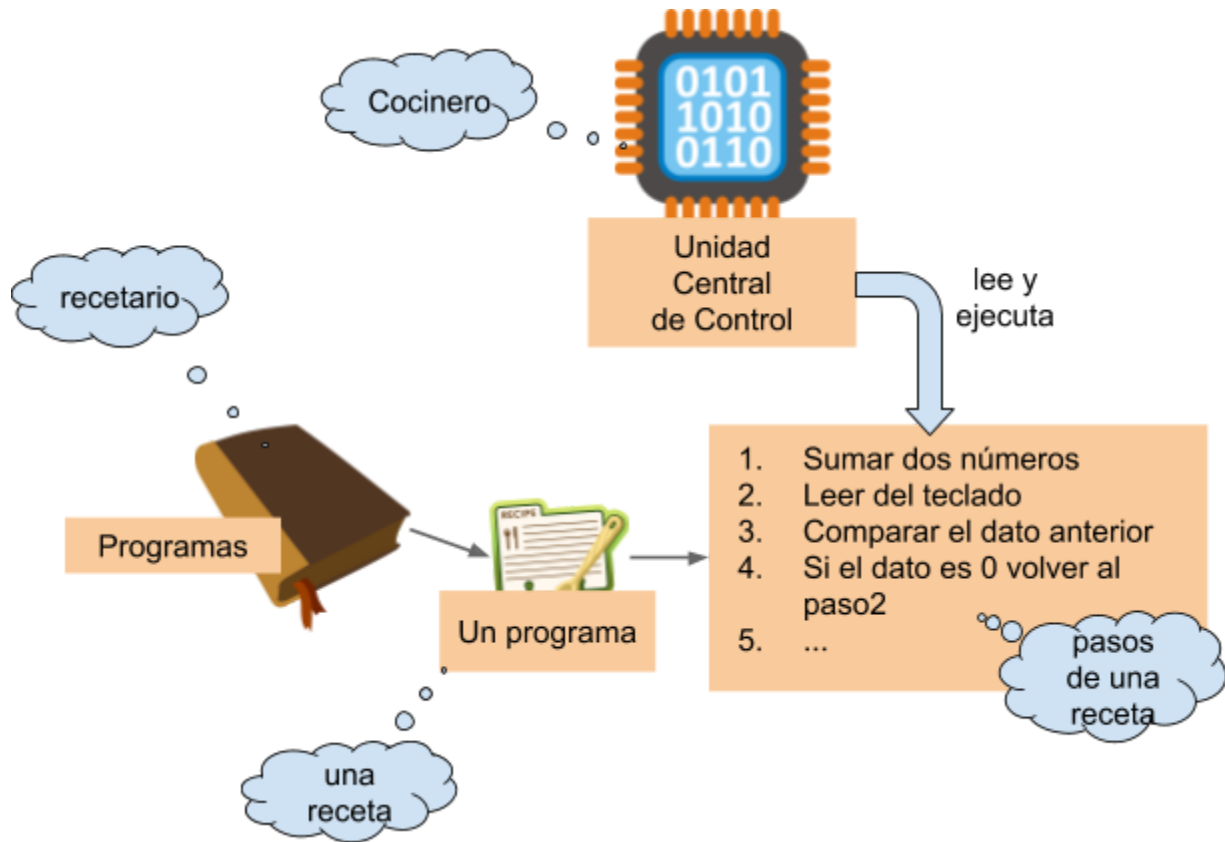 0101
1010
0110
Cocinero
Unidad
Central
de Control
lee y
ejecuta
recetario
Programas
RECIPE
Un programa
1. Sumar dos números
2. Leer del teclado
3. Comparar el dato anterior
4. Si el dato es 0 volver al
paso2
5. ...
pasos
de una
receta
una
receta